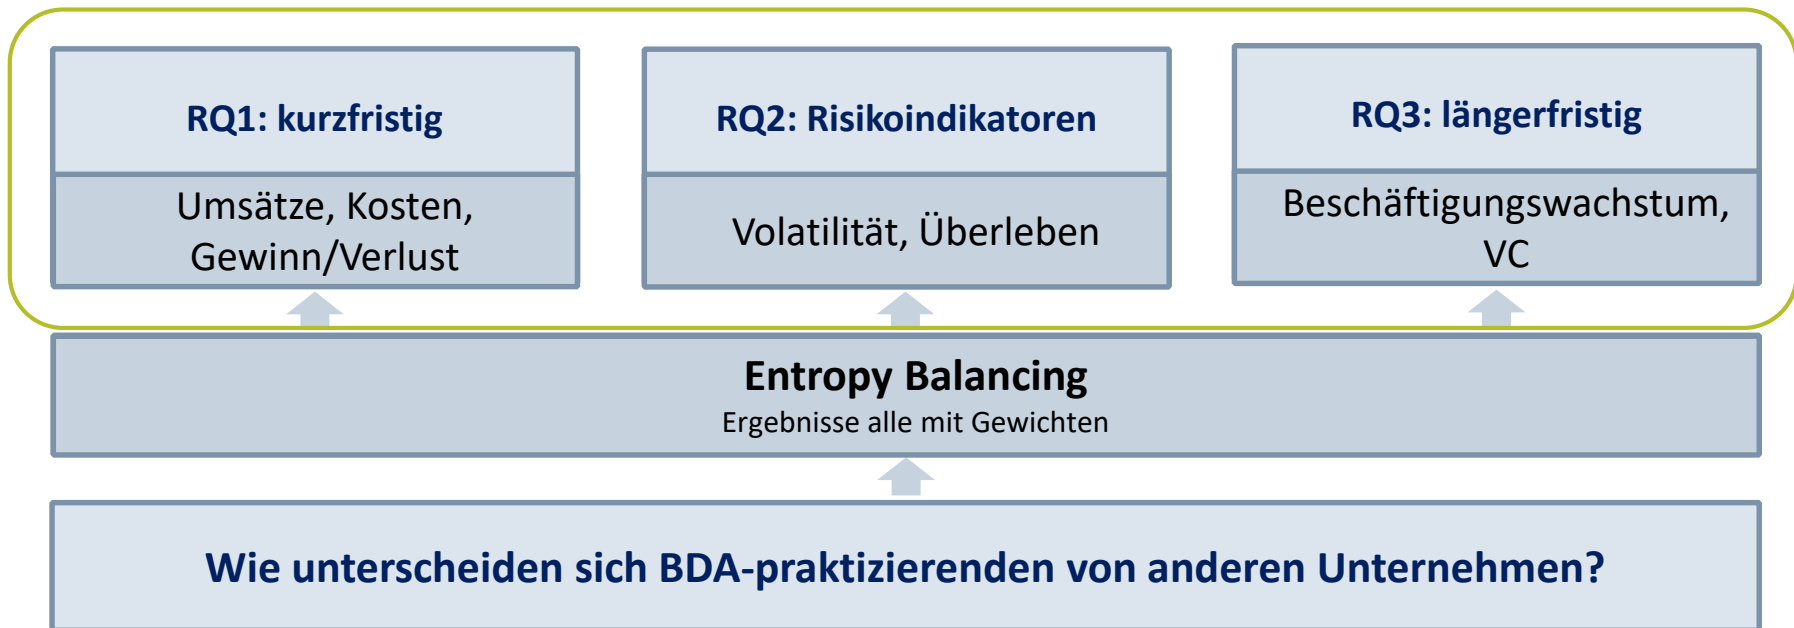 RQ1: kurzfristig
Umsätze, Kosten,
Gewinn/Verlust
RQ2: Risikoindikatoren
Volatilität, Überleben
RQ3: längerfristig
Beschäftigungswachstum,
VC
Entropy Balancing
Ergebnisse alle mit Gewichten
Wie unterscheiden sich BDA-praktizierenden von anderen Unternehmen?